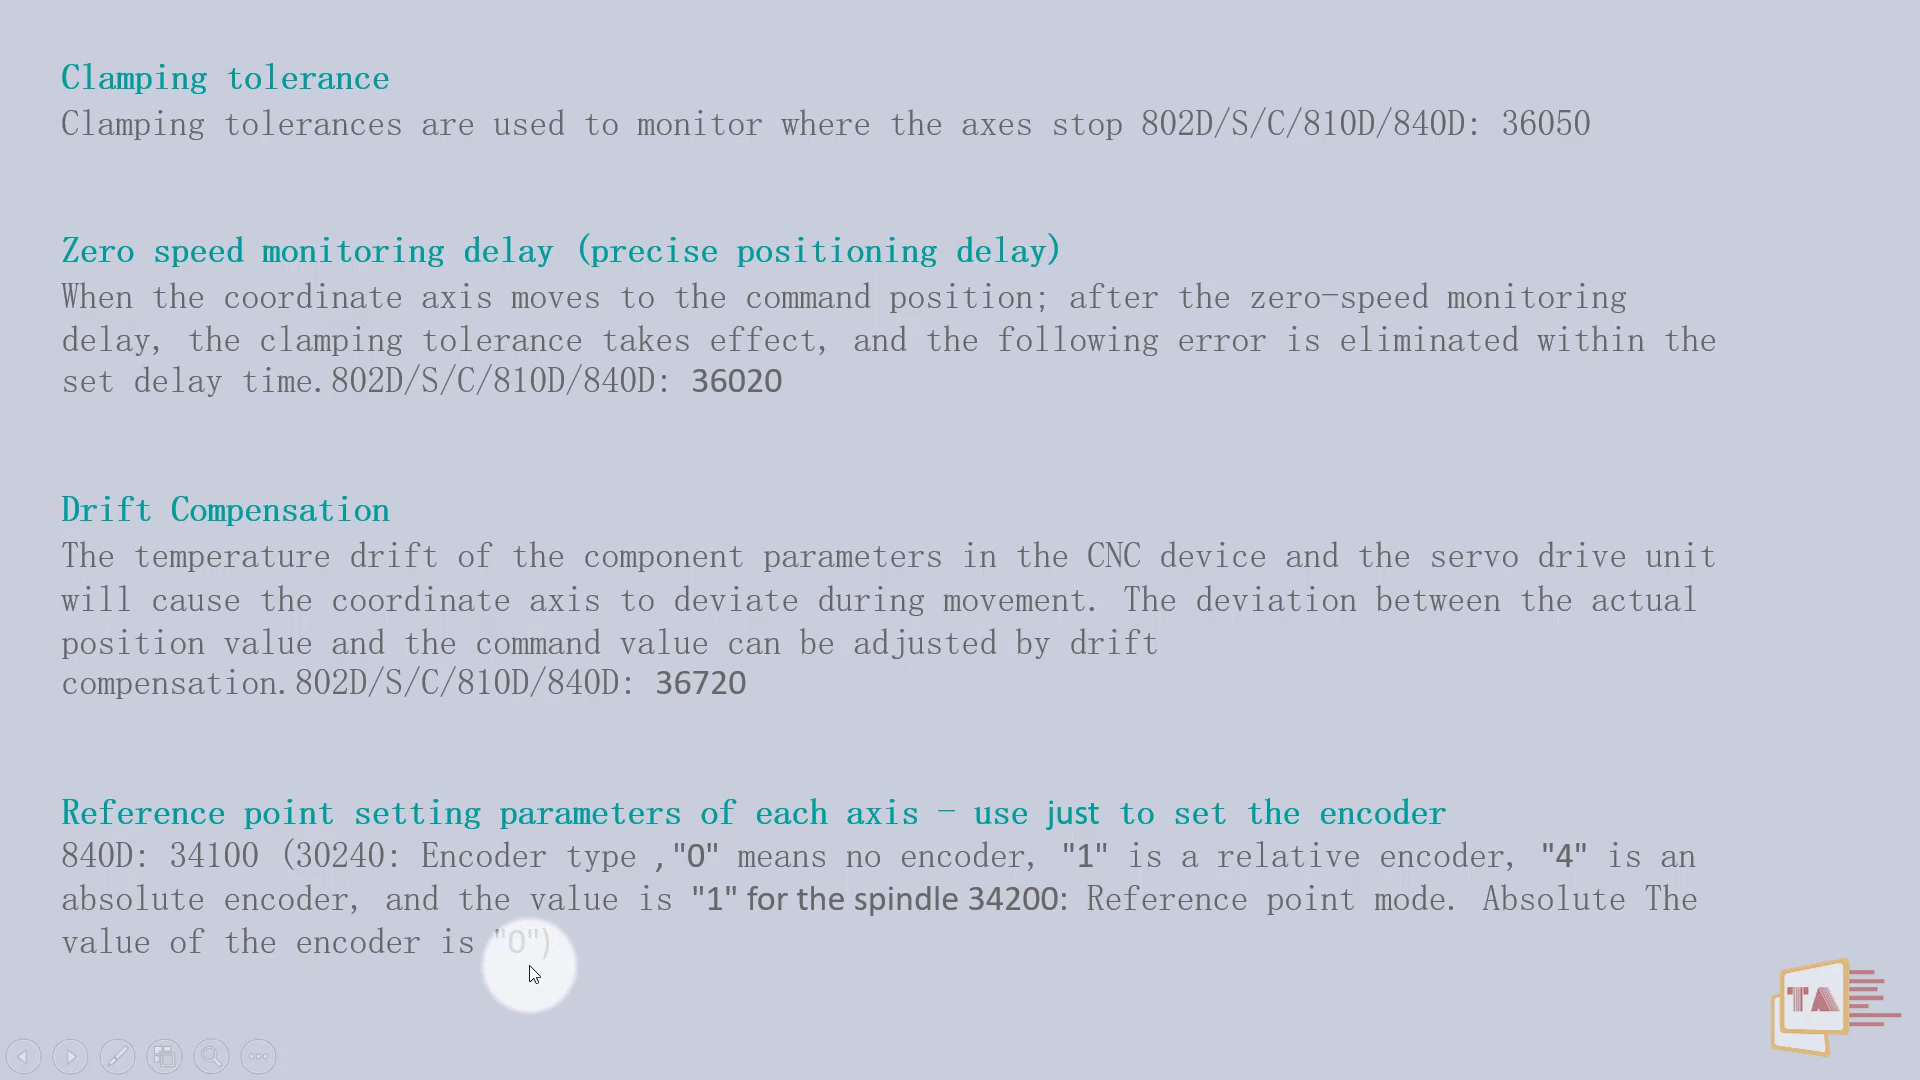 Clamping tolerance
Clamping tolerances are used to monitor where the axes stop 802D/S/C/810D/840D: 36050
Zero speed monitoring delay (precise positioning delay)
When the coordinate axis moves to the command position; after the zero-speed monitoring
delay, the clamping tolerance takes effect, and the following error is eliminated within the
set delay time.802D/S/C/810D/840D: 36020
Drift Compensation
The temperature drift of the component parameters in the CNC device and the servo drive unit
will cause the coordinate axis to deviate during movement. The deviation between the actual
position value and the command value can be adjusted by drift
compensation.802D/S/C/810D/840D: 36720
Reference point setting parameters of each axis - use just to set the encoder
840D: 34100 (30240: Encoder type ,"0" means no encoder, "1" is a relative encoder, "4" is an
absolute encoder, and the value is "1" for the spindle 34200: Reference point mode. Absolute The
value of the encoder is "0")
TA